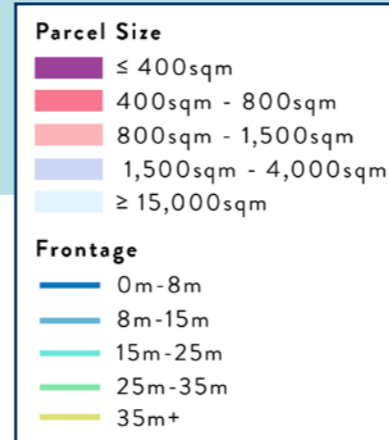 Parcel Size
≤ 400sqm
400sqm - 800sqm
800sqm - 1,500sqm
1,500sqm - 4,000sqm
≥ 15,000sqm
Frontage
0m-8m
8m-15m
15m-25m
25m-35m
35m+